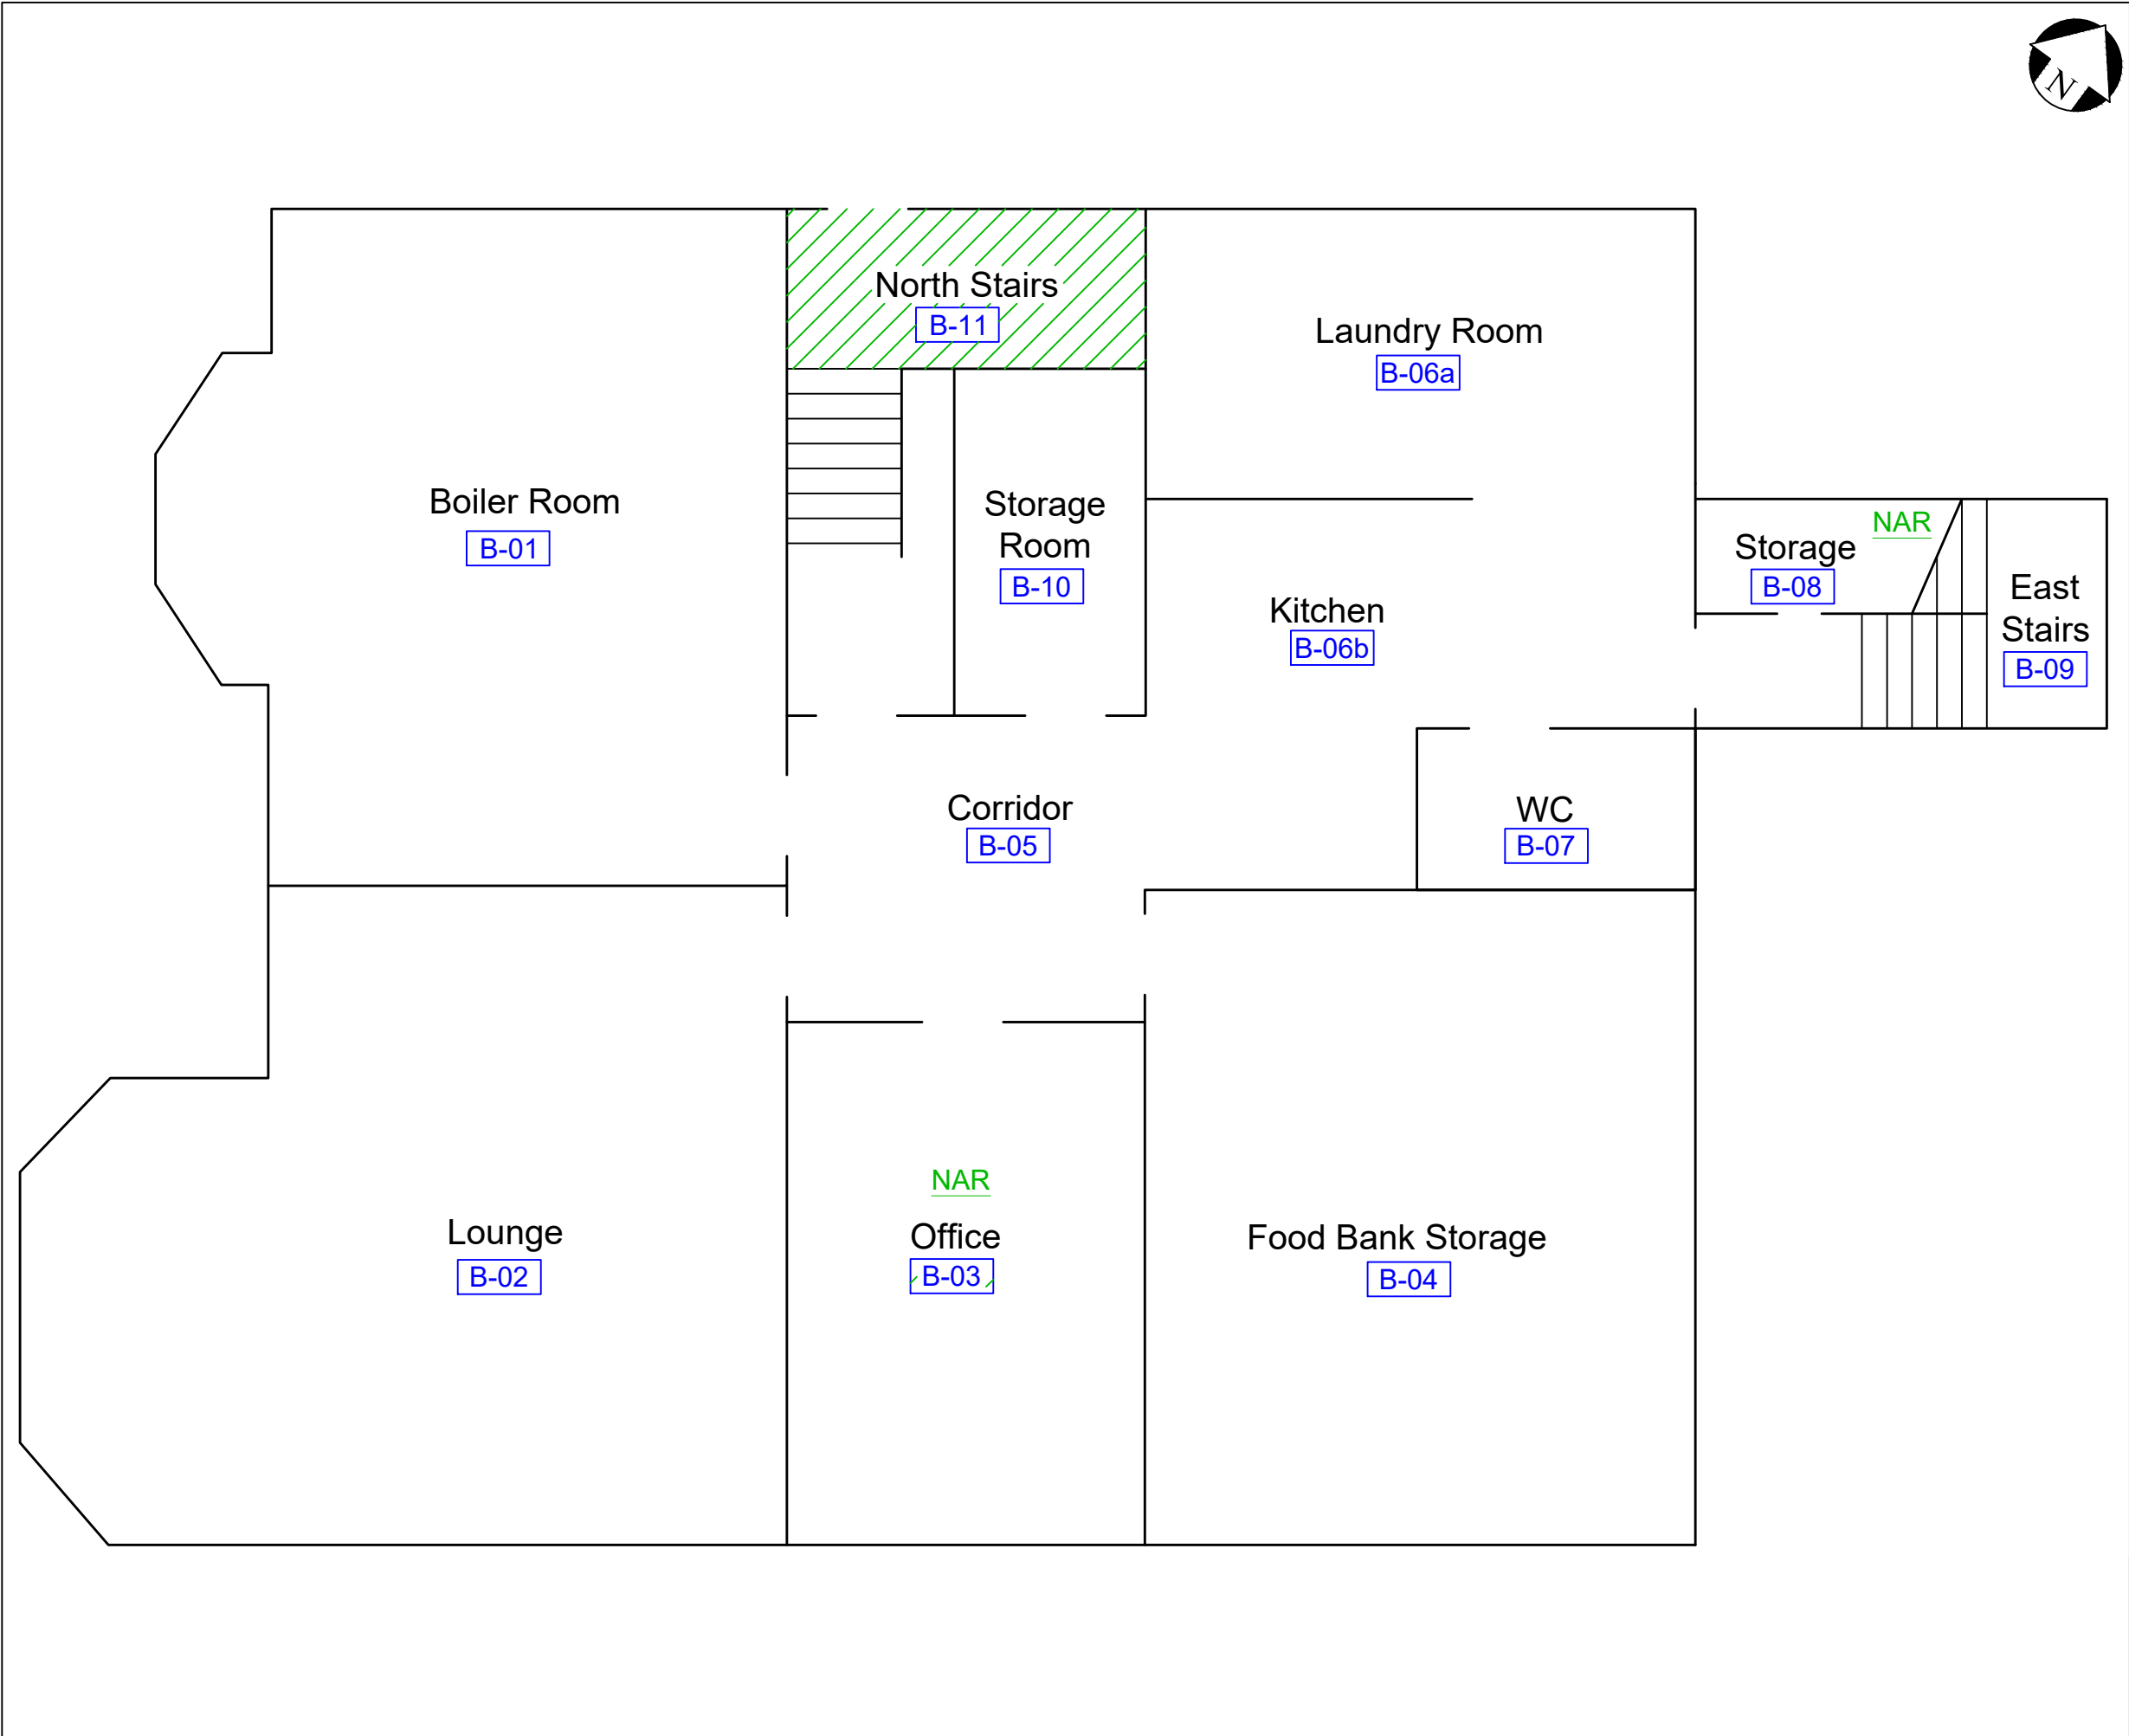 N
North Stairs
B-11
Laundry Room
B-06a
Boiler Room
B-01
Storage
Room
B-10
NAR
Storage
B-08
East
Stairs
B-09
Kitchen
B-06b
Corridor
B-05
WC
B-07
Lounge
B-02
NAR
Office
B-03
Food Bank Storage
B-04